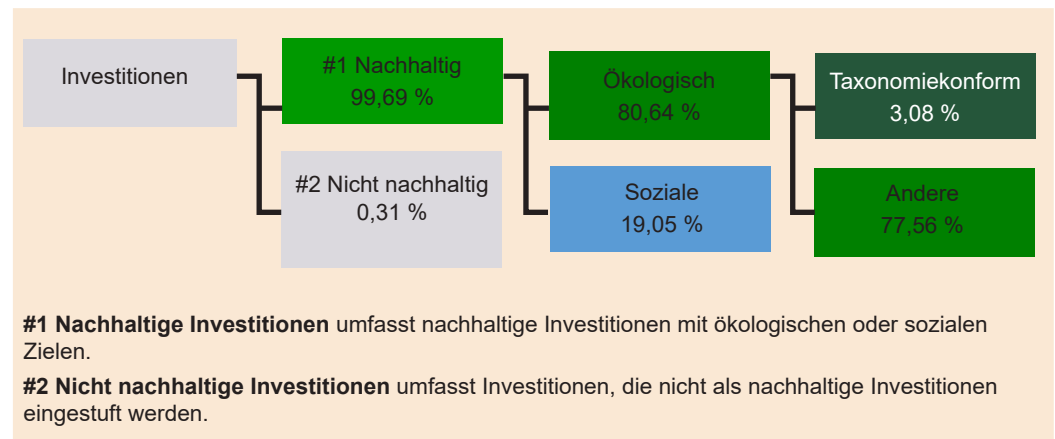 Investitionen
#1 Nachhaltig
99,69 %
#2 Nicht nachhaltig
0,31 %
Ökologisch
80,64 %
Soziale
19,05 %
Taxonomiekonform
3,08 %
Andere
77,56 %
#1 Nachhaltige Investitionen umfasst nachhaltige Investitionen mit ökologischen oder sozialen
Zielen.
#2 Nicht nachhaltige Investitionen umfasst Investitionen, die nicht als nachhaltige Investitionen
eingestuft werden.